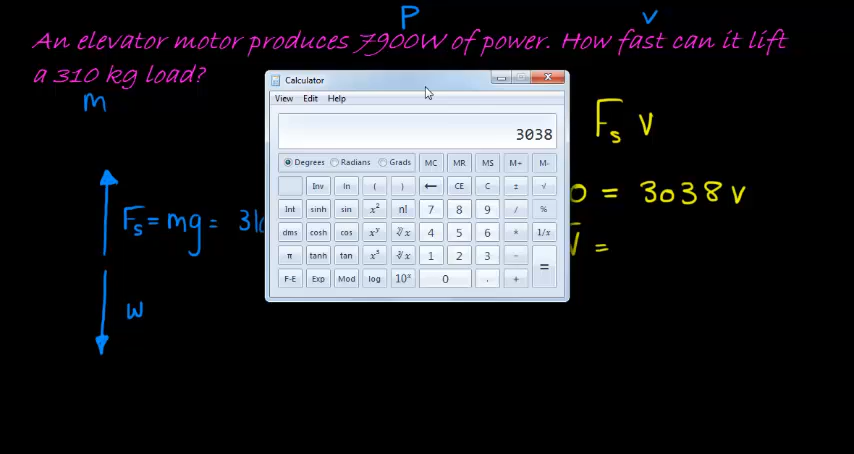 P
v
An elevator motor produces 7900W of power. How fast can it lift
a 310 kg load?
m
Calculator
View Edit Help
3038
Degrees Radians Grads MC MR MS M+ M-
Inv ln ( ) ← CE C ± √
Int sinh sin x² n! 7 8 9 / %
dms cosh cos xʸ ʸ√x 4 5 6 * 1/x
π tanh tan x³ ³√x 1 2 3 - =
F-E Exp Mod log 10ˣ 0 . +
Fs v
0 = 3038 v
Fs = mg = 310
v =
w